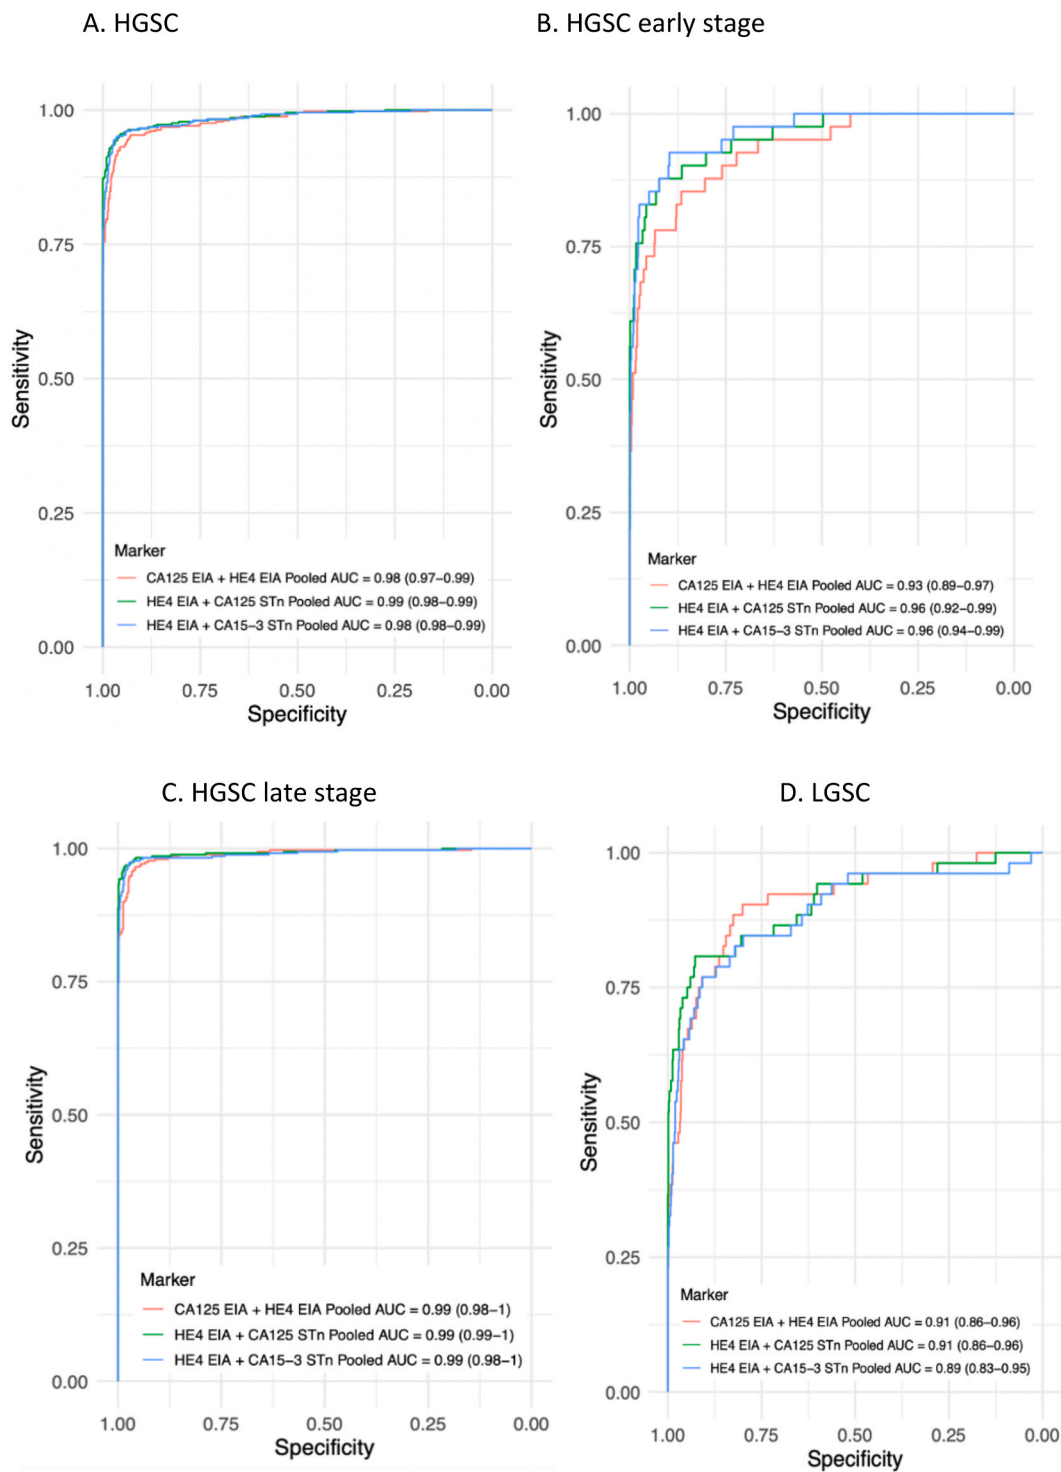 A. HGSC
1.00
0.75
0.50
0.25
0.00
Sensitivity
Marker
CA125 EIA + HE4 EIA Pooled AUC = 0.98 (0.97–0.99)
HE4 EIA + CA125 STn Pooled AUC = 0.99 (0.98–0.99)
HE4 EIA + CA15–3 STn Pooled AUC = 0.98 (0.98–0.99)
1.00 0.75 0.50 0.25 0.00
Specificity
B. HGSC early stage
1.00
0.75
0.50
0.25
0.00
Sensitivity
Marker
CA125 EIA + HE4 EIA Pooled AUC = 0.93 (0.89–0.97)
HE4 EIA + CA125 STn Pooled AUC = 0.96 (0.92–0.99)
HE4 EIA + CA15–3 STn Pooled AUC = 0.96 (0.94–0.99)
1.00 0.75 0.50 0.25 0.00
Specificity
C. HGSC late stage
1.00
0.75
0.50
0.25
0.00
Sensitivity
Marker
CA125 EIA + HE4 EIA Pooled AUC = 0.99 (0.98–1)
HE4 EIA + CA125 STn Pooled AUC = 0.99 (0.99–1)
HE4 EIA + CA15–3 STn Pooled AUC = 0.99 (0.98–1)
1.00 0.75 0.50 0.25 0.00
Specificity
D. LGSC
1.00
0.75
0.50
0.25
0.00
Sensitivity
Marker
CA125 EIA + HE4 EIA Pooled AUC = 0.91 (0.86–0.96)
HE4 EIA + CA125 STn Pooled AUC = 0.91 (0.86–0.96)
HE4 EIA + CA15–3 STn Pooled AUC = 0.89 (0.83–0.95)
1.00 0.75 0.50 0.25 0.00
Specificity